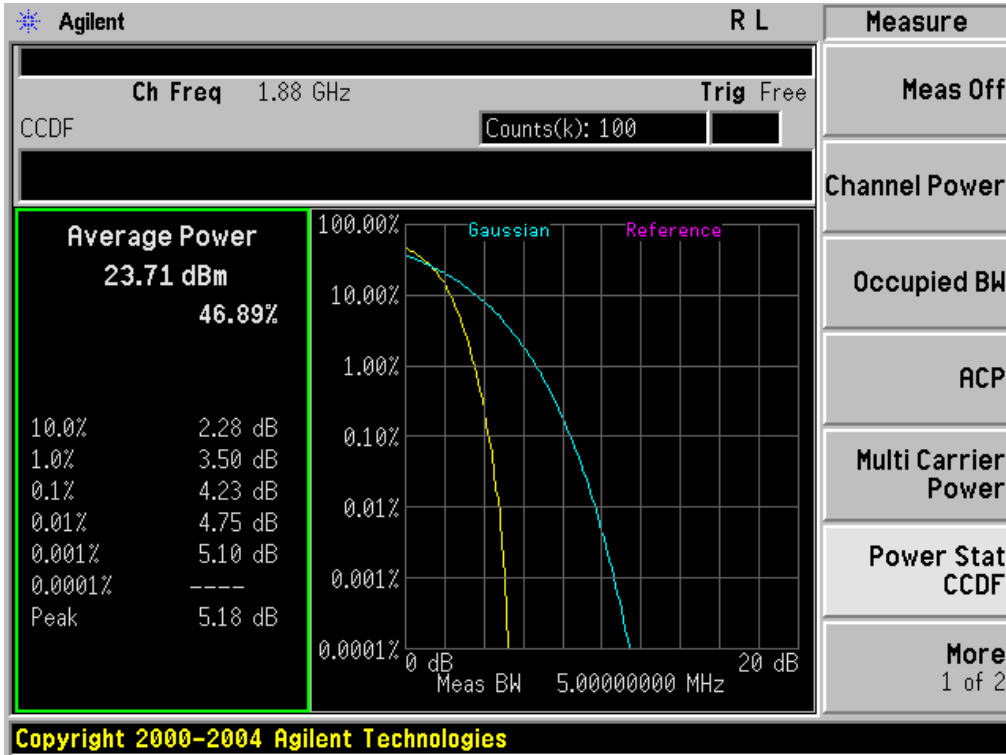 Agilent
R L
Measure
Ch Freq 1.88 GHz
Trig Free
CCDF
Counts(k): 100
Meas Off
Channel Power
Occupied BW
ACP
Multi Carrier
Power
Power Stat
CCDF
More
1 of 2
Average Power
23.71 dBm
46.89%
10.0% 2.28 dB
1.0% 3.50 dB
0.1% 4.23 dB
0.01% 4.75 dB
0.001% 5.10 dB
0.0001% ----
Peak 5.18 dB
Gaussian Reference
100.00%
10.00%
1.00%
0.10%
0.01%
0.001%
0.0001%
0 dB 20 dB
Meas BW 5.00000000 MHz
Copyright 2000-2004 Agilent Technologies